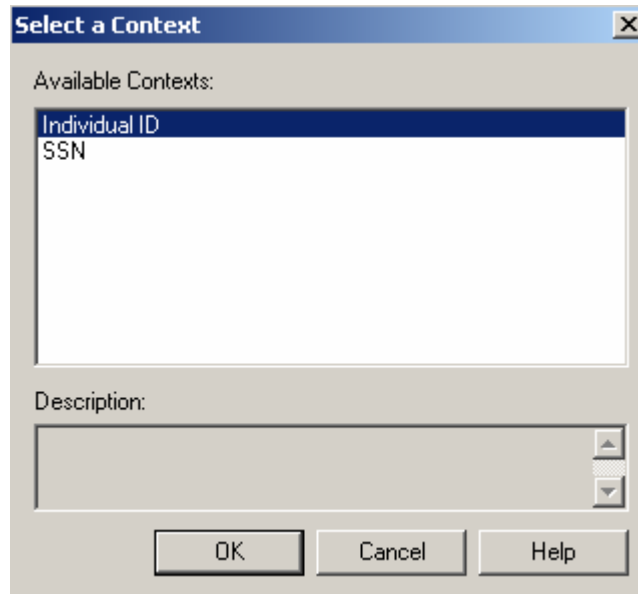 Select a Context
Available Contexts:
Individual ID
SSN
Description:
OK Cancel Help